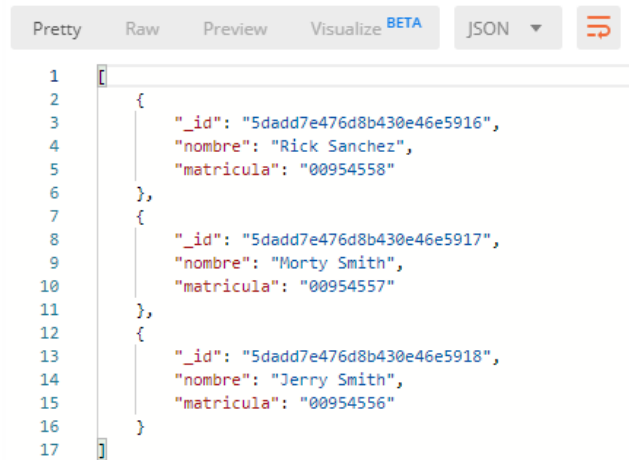 Pretty Raw Preview Visualize BETA JSON
1 [
2 {
3 "_id": "5dadd7e476d8b430e46e5916",
4 "nombre": "Rick Sanchez",
5 "matricula": "00954558"
6 },
7 {
8 "_id": "5dadd7e476d8b430e46e5917",
9 "nombre": "Morty Smith",
10 "matricula": "00954557"
11 },
12 {
13 "_id": "5dadd7e476d8b430e46e5918",
14 "nombre": "Jerry Smith",
15 "matricula": "00954556"
16 }
17 ]